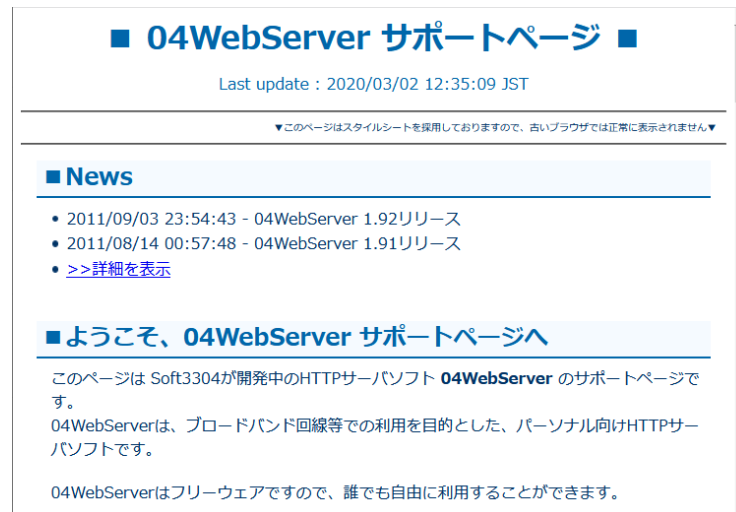 ■ 04WebServer サポートページ ■
Last update : 2020/03/02 12:35:09 JST
▼このページはスタイルシートを採用しておりますので、古いブラウザでは正常に表示されません▼
■News
• 2011/09/03 23:54:43 - 04WebServer 1.92リリース
• 2011/08/14 00:57:48 - 04WebServer 1.91リリース
• >>詳細を表示
■ようこそ、04WebServer サポートページへ
このページは Soft3304が開発中のHTTPサーバソフト 04WebServer のサポートページで
す。
04WebServerは、ブロードバンド回線等での利用を目的とした、パーソナル向けHTTPサー
バソフトです。
04WebServerはフリーウェアですので、誰でも自由に利用することができます。